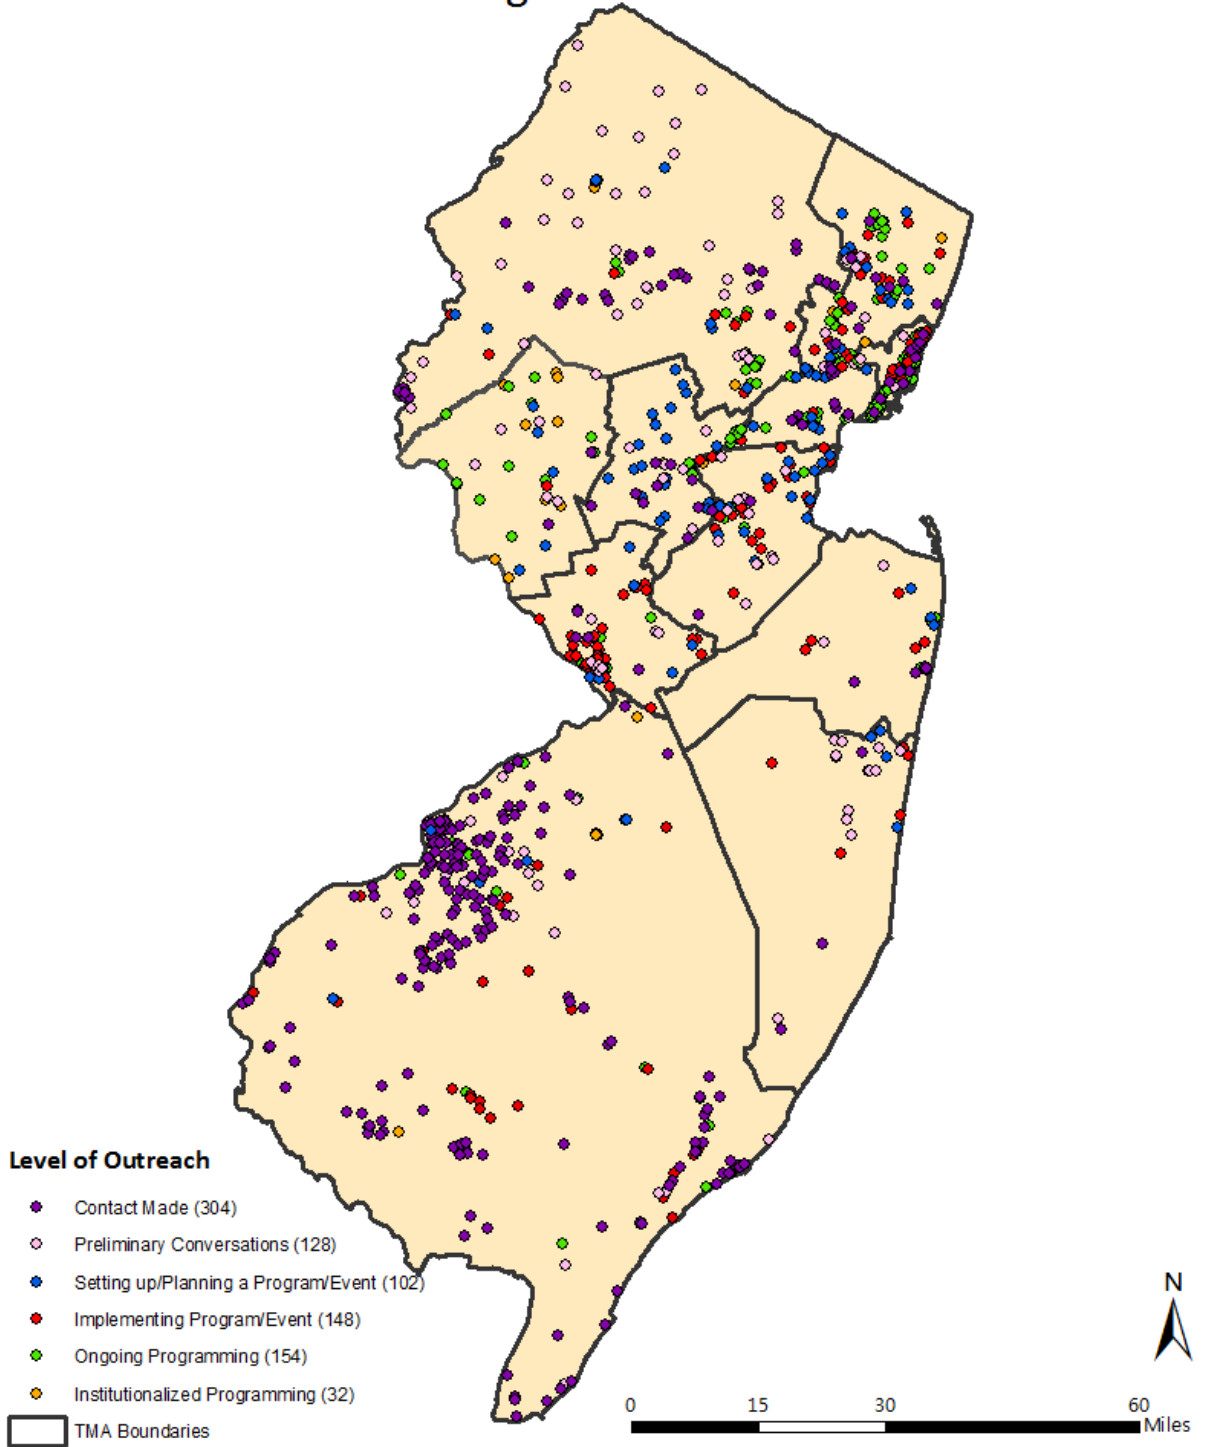 Level of Outreach
Contact Made (304)
Preliminary Conversations (128)
Setting up/Planning a Program/Event (102)
Implementing Program/Event (148)
Ongoing Programming (154)
Institutionalized Programming (32)
TMA Boundaries
N
0 15 30 60
Miles